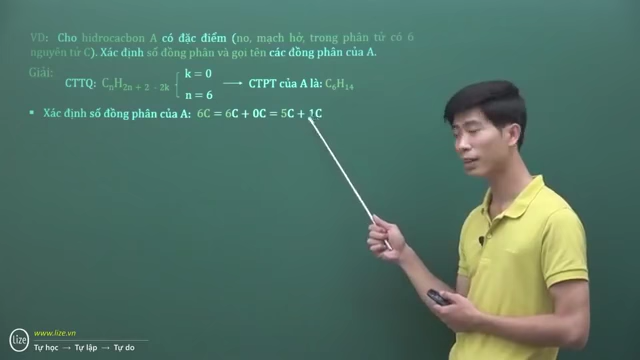 VD: Cho hidrocacbon A có đặc điểm (no, mạch hở, trong phân tử có 6
nguyên tử C). Xác định số đồng phân và gọi tên các đồng phân của A.
Giải:
k = 0
CTTQ: CₙH₂ₙ₊₂₋₂ₖ { ⟶ CTPT của A là: C₆H₁₄
n = 6
▪ Xác định số đồng phân của A: 6C = 6C + 0C = 5C + 1C
Lize
www.lize.vn
Tự học → Tự lập → Tự do